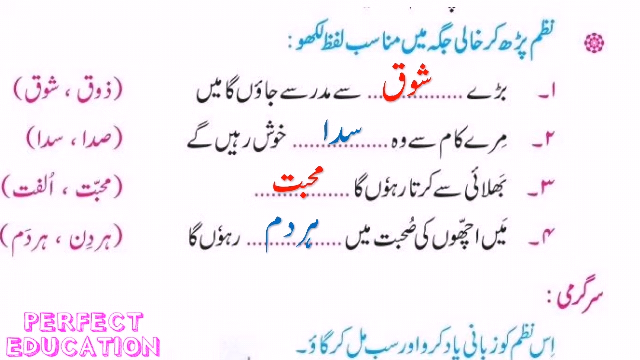 نظم پڑھ کر خالی جگہ میں مناسب لفظ لکھو :
۱۔ بڑے ...... شوق ...... سے مدرسے جاؤں گا میں (ذوق ، شوق)
۲۔ مِرے کام سے وہ ...... سدا ...... خوش رہیں گے (صدا ، سدا)
۳۔ بَھلائی سے کرتا رہوٗں گا ...... محبت ...... (محبّت ، اُلفت)
۴۔ مَیں اچھّوں کی صُحبت میں ...... ہر دم ...... رہوٗں گا (ہر دِن ، ہر دَم)
سرگرمی :
اِس نظم کو زبانی یاد کرو اور سب مل کر گاؤ۔
PERFECT
EDUCATION